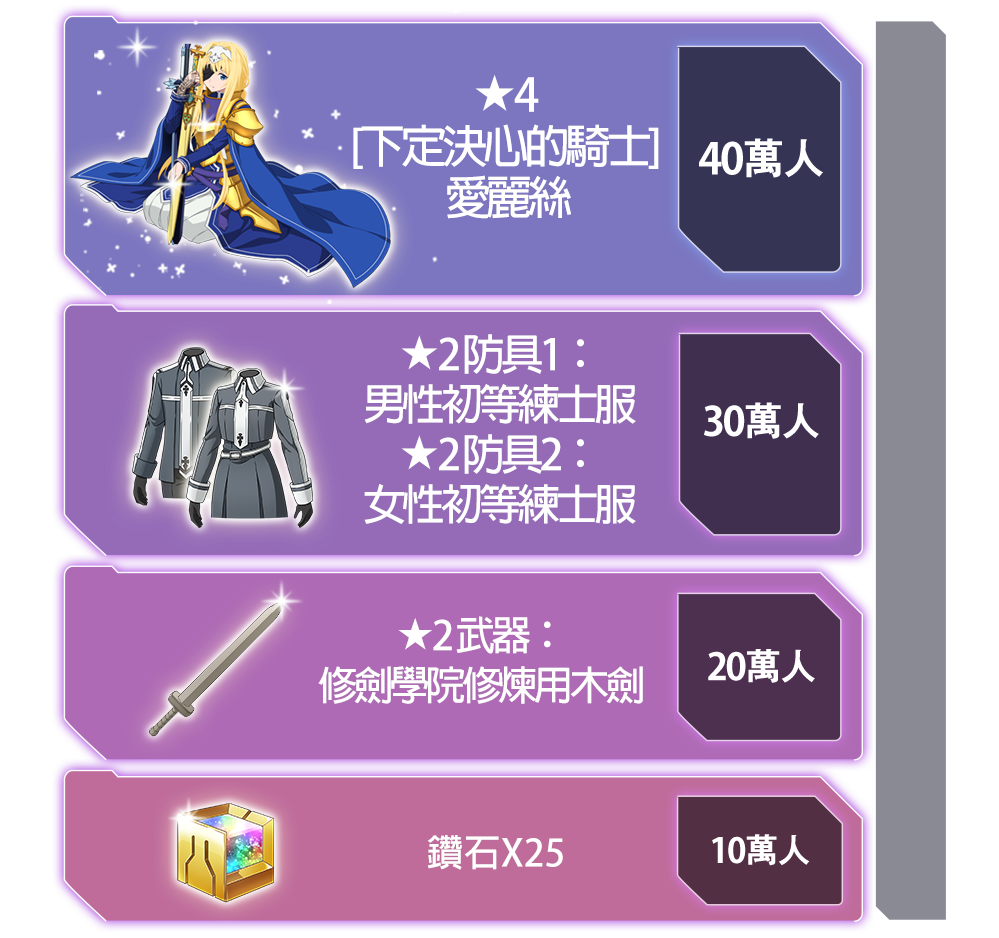 ★4
[下定決心的騎士]
愛麗絲
40萬人
★2防具1：
男性初等練士服
★2防具2：
女性初等練士服
30萬人
★2武器：
修劍學院修煉用木劍
20萬人
鑽石X25
10萬人